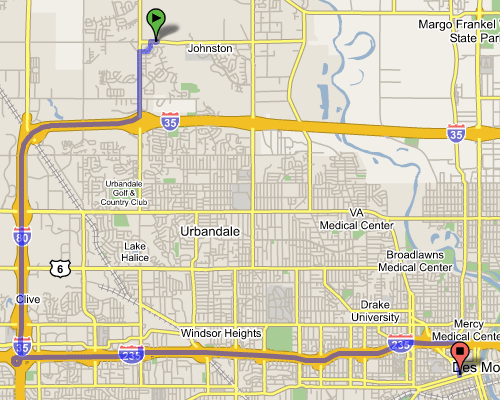 Margo Frankel
State Par
Johnston
35
35
Urbandale
Golf &
Country Club
VA
Medical Center
80
Urbandale
Lake
Halice
Broadlawns
Medical Center
6
Clive
Drake
University
Mercy
Medical Cente
Windsor Heights
35
235
235
Des Mo